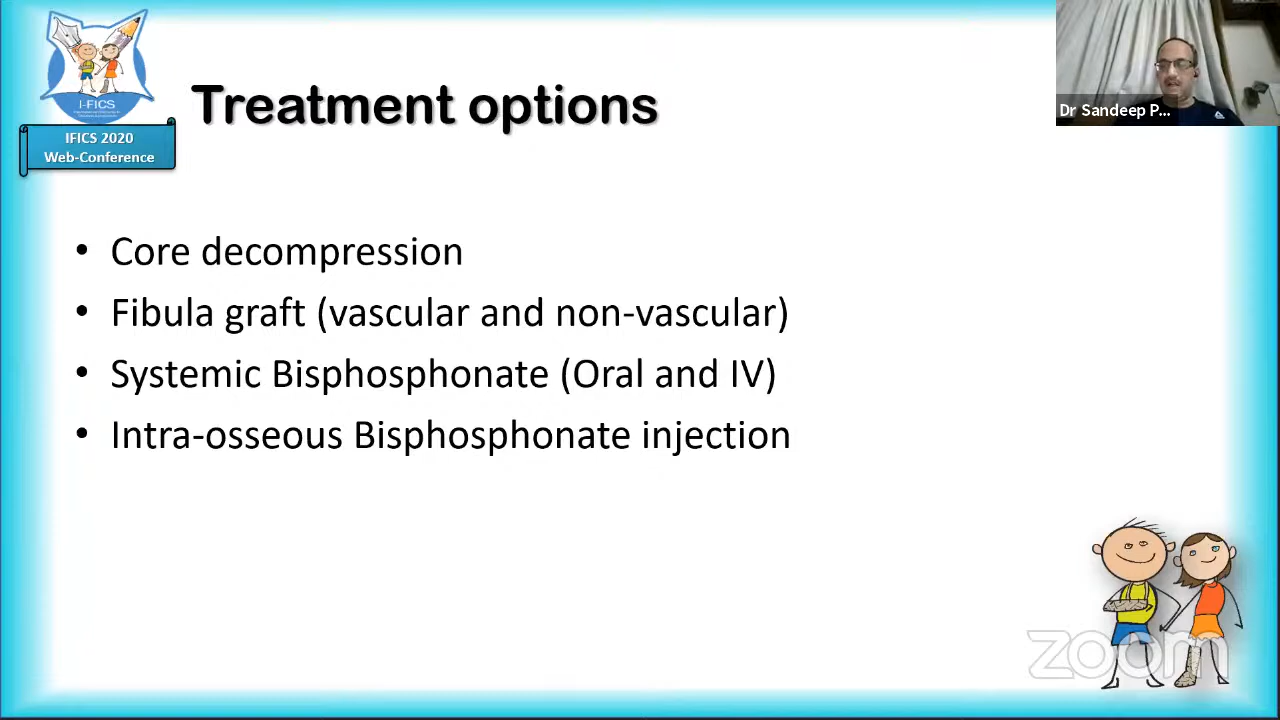 I-FICS
IFICS 2020
Web-Conference
Treatment options
Dr Sandeep P...
• Core decompression
• Fibula graft (vascular and non-vascular)
• Systemic Bisphosphonate (Oral and IV)
• Intra-osseous Bisphosphonate injection
zoom